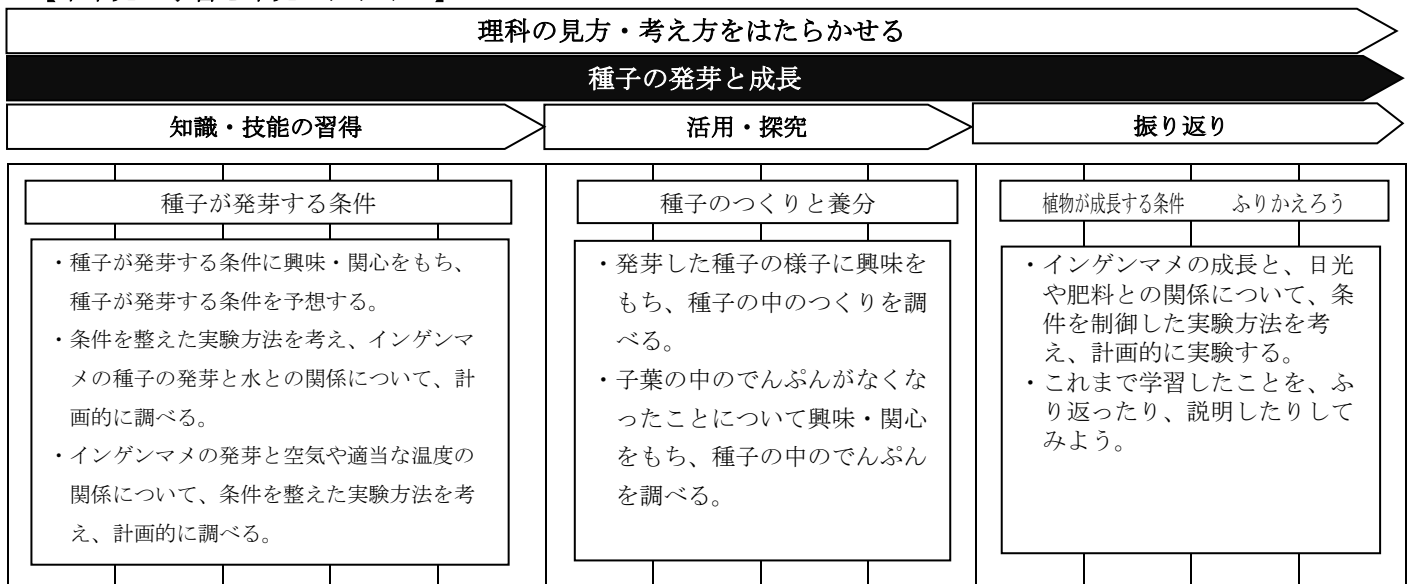 理科の見方・考え方をはたらかせる
種子の発芽と成長
知識・技能の習得
活用・探究
振り返り
種子が発芽する条件
・種子が発芽する条件に興味・関心をもち、
種子が発芽する条件を予想する。
・条件を整えた実験方法を考え、インゲンマ
メの種子の発芽と水との関係について、計
画的に調べる。
・インゲンマメの発芽と空気や適当な温度の
関係について、条件を整えた実験方法を考
え、計画的に調べる。
種子のつくりと養分
・発芽した種子の様子に興味を
もち、種子の中のつくりを調
べる。
・子葉の中のでんぷんがなくな
ったことについて興味・関心
をもち、種子の中のでんぷん
を調べる。
植物が成長する条件　　ふりかえろう
・インゲンマメの成長と、日光
や肥料との関係について、条
件を制御した実験方法を考
え、計画的に実験する。
・これまで学習したことを、ふ
り返ったり、説明したりして
みよう。